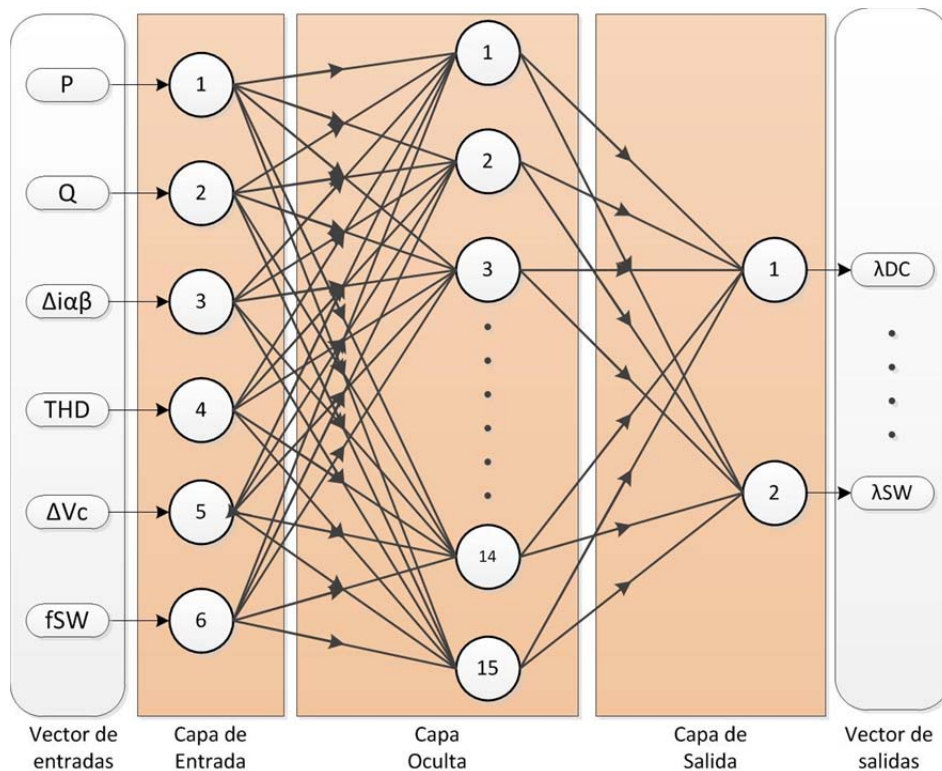 P
Q
Δiαβ
THD
ΔVc
fSW
1
2
3
4
5
6
1
2
3
14
15
1
2
λDC
λSW
Vector de
entradas
Capa de
Entrada
Capa
Oculta
Capa de
Salida
Vector de
salidas